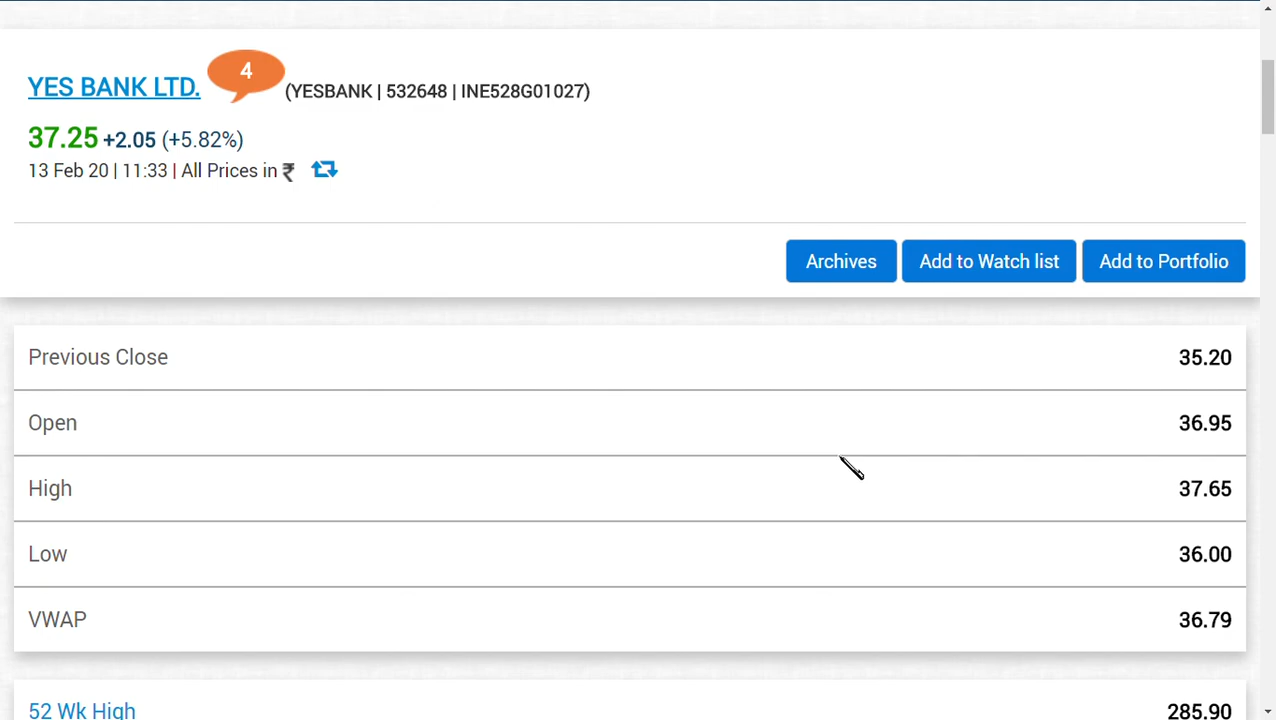 YES BANK LTD. 4 (YESBANK | 532648 | INE528G01027)
37.25 +2.05 (+5.82%)
13 Feb 20 | 11:33 | All Prices in ₹
Archives Add to Watch list Add to Portfolio
Previous Close 35.20
Open 36.95
High 37.65
Low 36.00
VWAP 36.79
52 Wk High 285.90